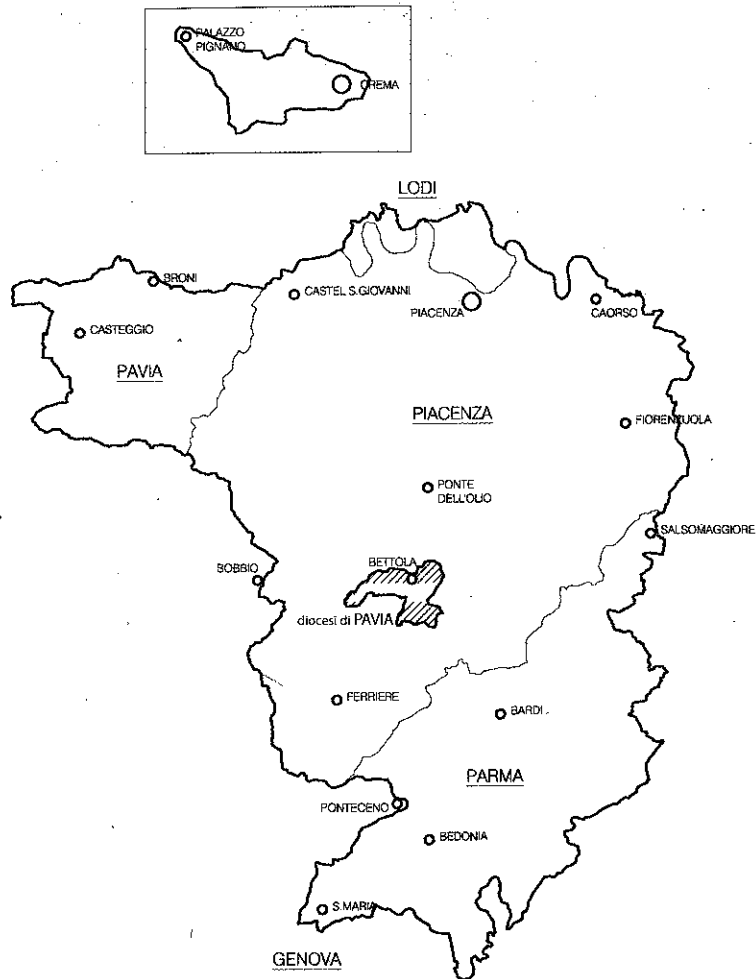 PALAZZO
PIGNANO
CREMA
LODI
BRONI
CASTEL S.GIOVANNI
PIACENZA
CAORSO
CASTEGGIO
PAVIA
PIACENZA
FIORENZUOLA
PONTE
DELL'OLIO
SALSOMAGGIORE
BETTOLA
BOBBIO
diocesi di PAVIA
FERRIERE
BARDI
PARMA
PONTECENO
BEDONIA
S.MARIA
GENOVA